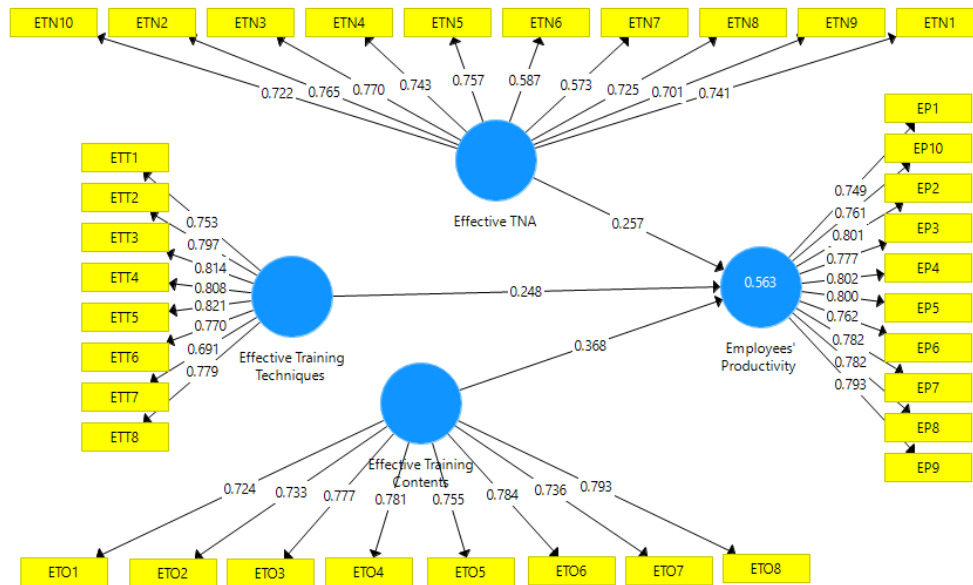 ETN10 ETN2 ETN3 ETN4 ETN5 ETN6 ETN7 ETN8 ETN9 ETN1
0.722 0.765 0.770 0.743 0.757 0.587 0.573 0.725 0.701 0.741
Effective TNA
ETT1
ETT2
ETT3
ETT4
ETT5
ETT6
ETT7
ETT8
0.753
0.797
0.814
0.808
0.821
0.770
0.691
0.779
Effective Training
Techniques
0.257
0.248
0.368
0.563
Employees'
Productivity
0.749
0.761
0.801
0.777
0.802
0.800
0.762
0.782
0.782
0.793
EP1
EP10
EP2
EP3
EP4
EP5
EP6
EP7
EP8
EP9
Effective Training
Contents
0.724 0.733 0.777 0.781 0.755 0.784 0.736 0.793
ETO1 ETO2 ETO3 ETO4 ETO5 ETO6 ETO7 ETO8